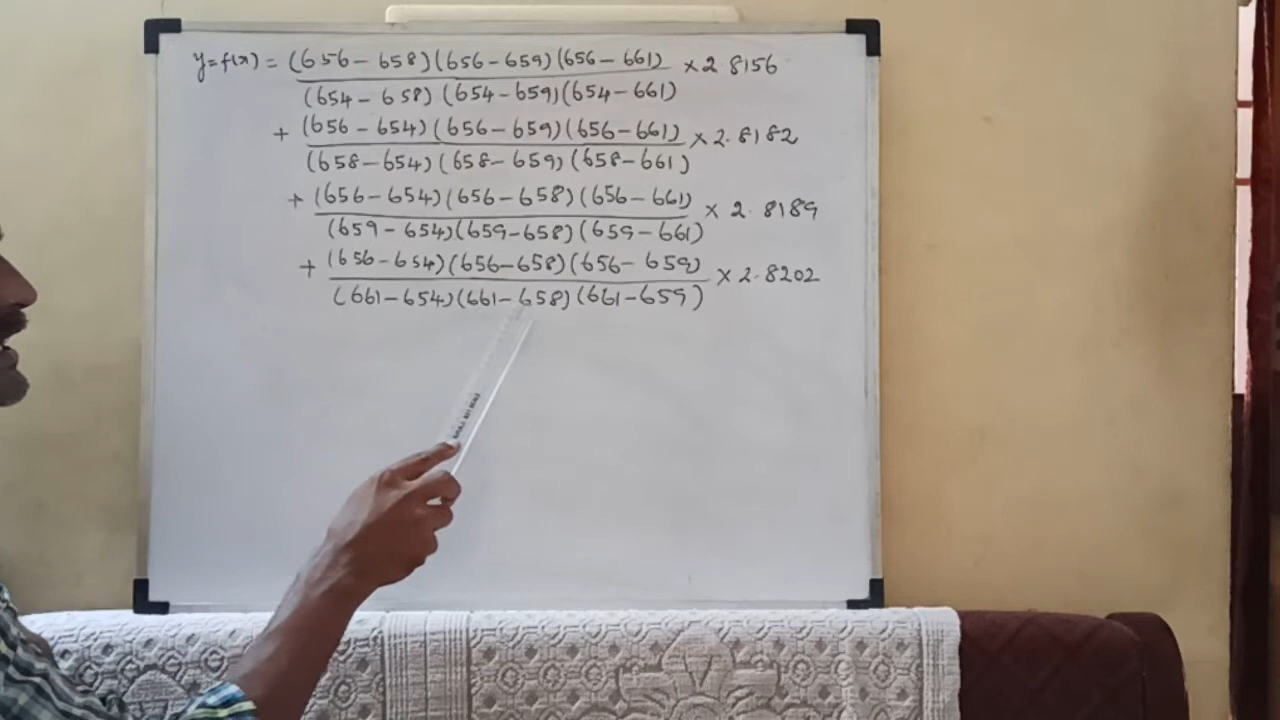 y=f(x) = (656-658)(656-659)(656-661) × 2.8156
(654-658)(654-659)(654-661)
+ (656-654)(656-659)(656-661) × 2.8182
(658-654)(658-659)(658-661)
+ (656-654)(656-658)(656-661) × 2.8189
(659-654)(659-658)(659-661)
+ (656-654)(656-658)(656-659) × 2.8202
(661-654)(661-658)(661-659)